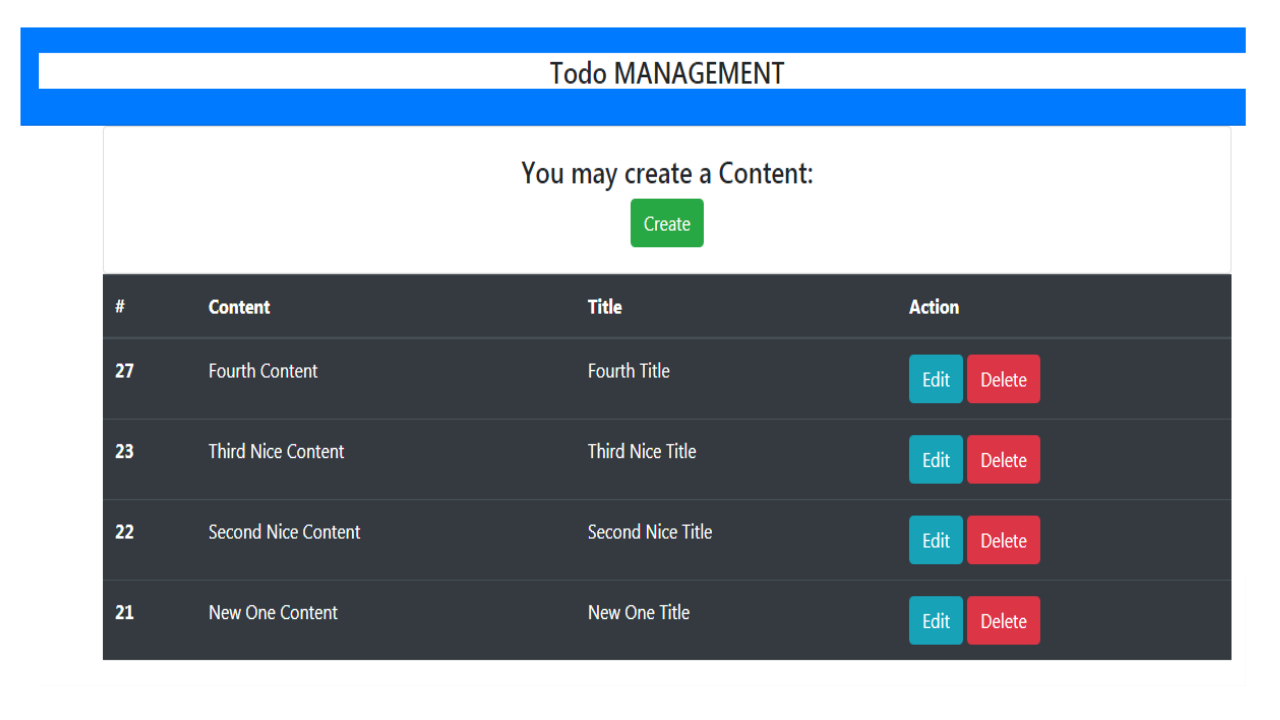 Todo MANAGEMENT
You may create a Content:
Create
# Content Title Action
27 Fourth Content Fourth Title Edit Delete
23 Third Nice Content Third Nice Title Edit Delete
22 Second Nice Content Second Nice Title Edit Delete
21 New One Content New One Title Edit Delete